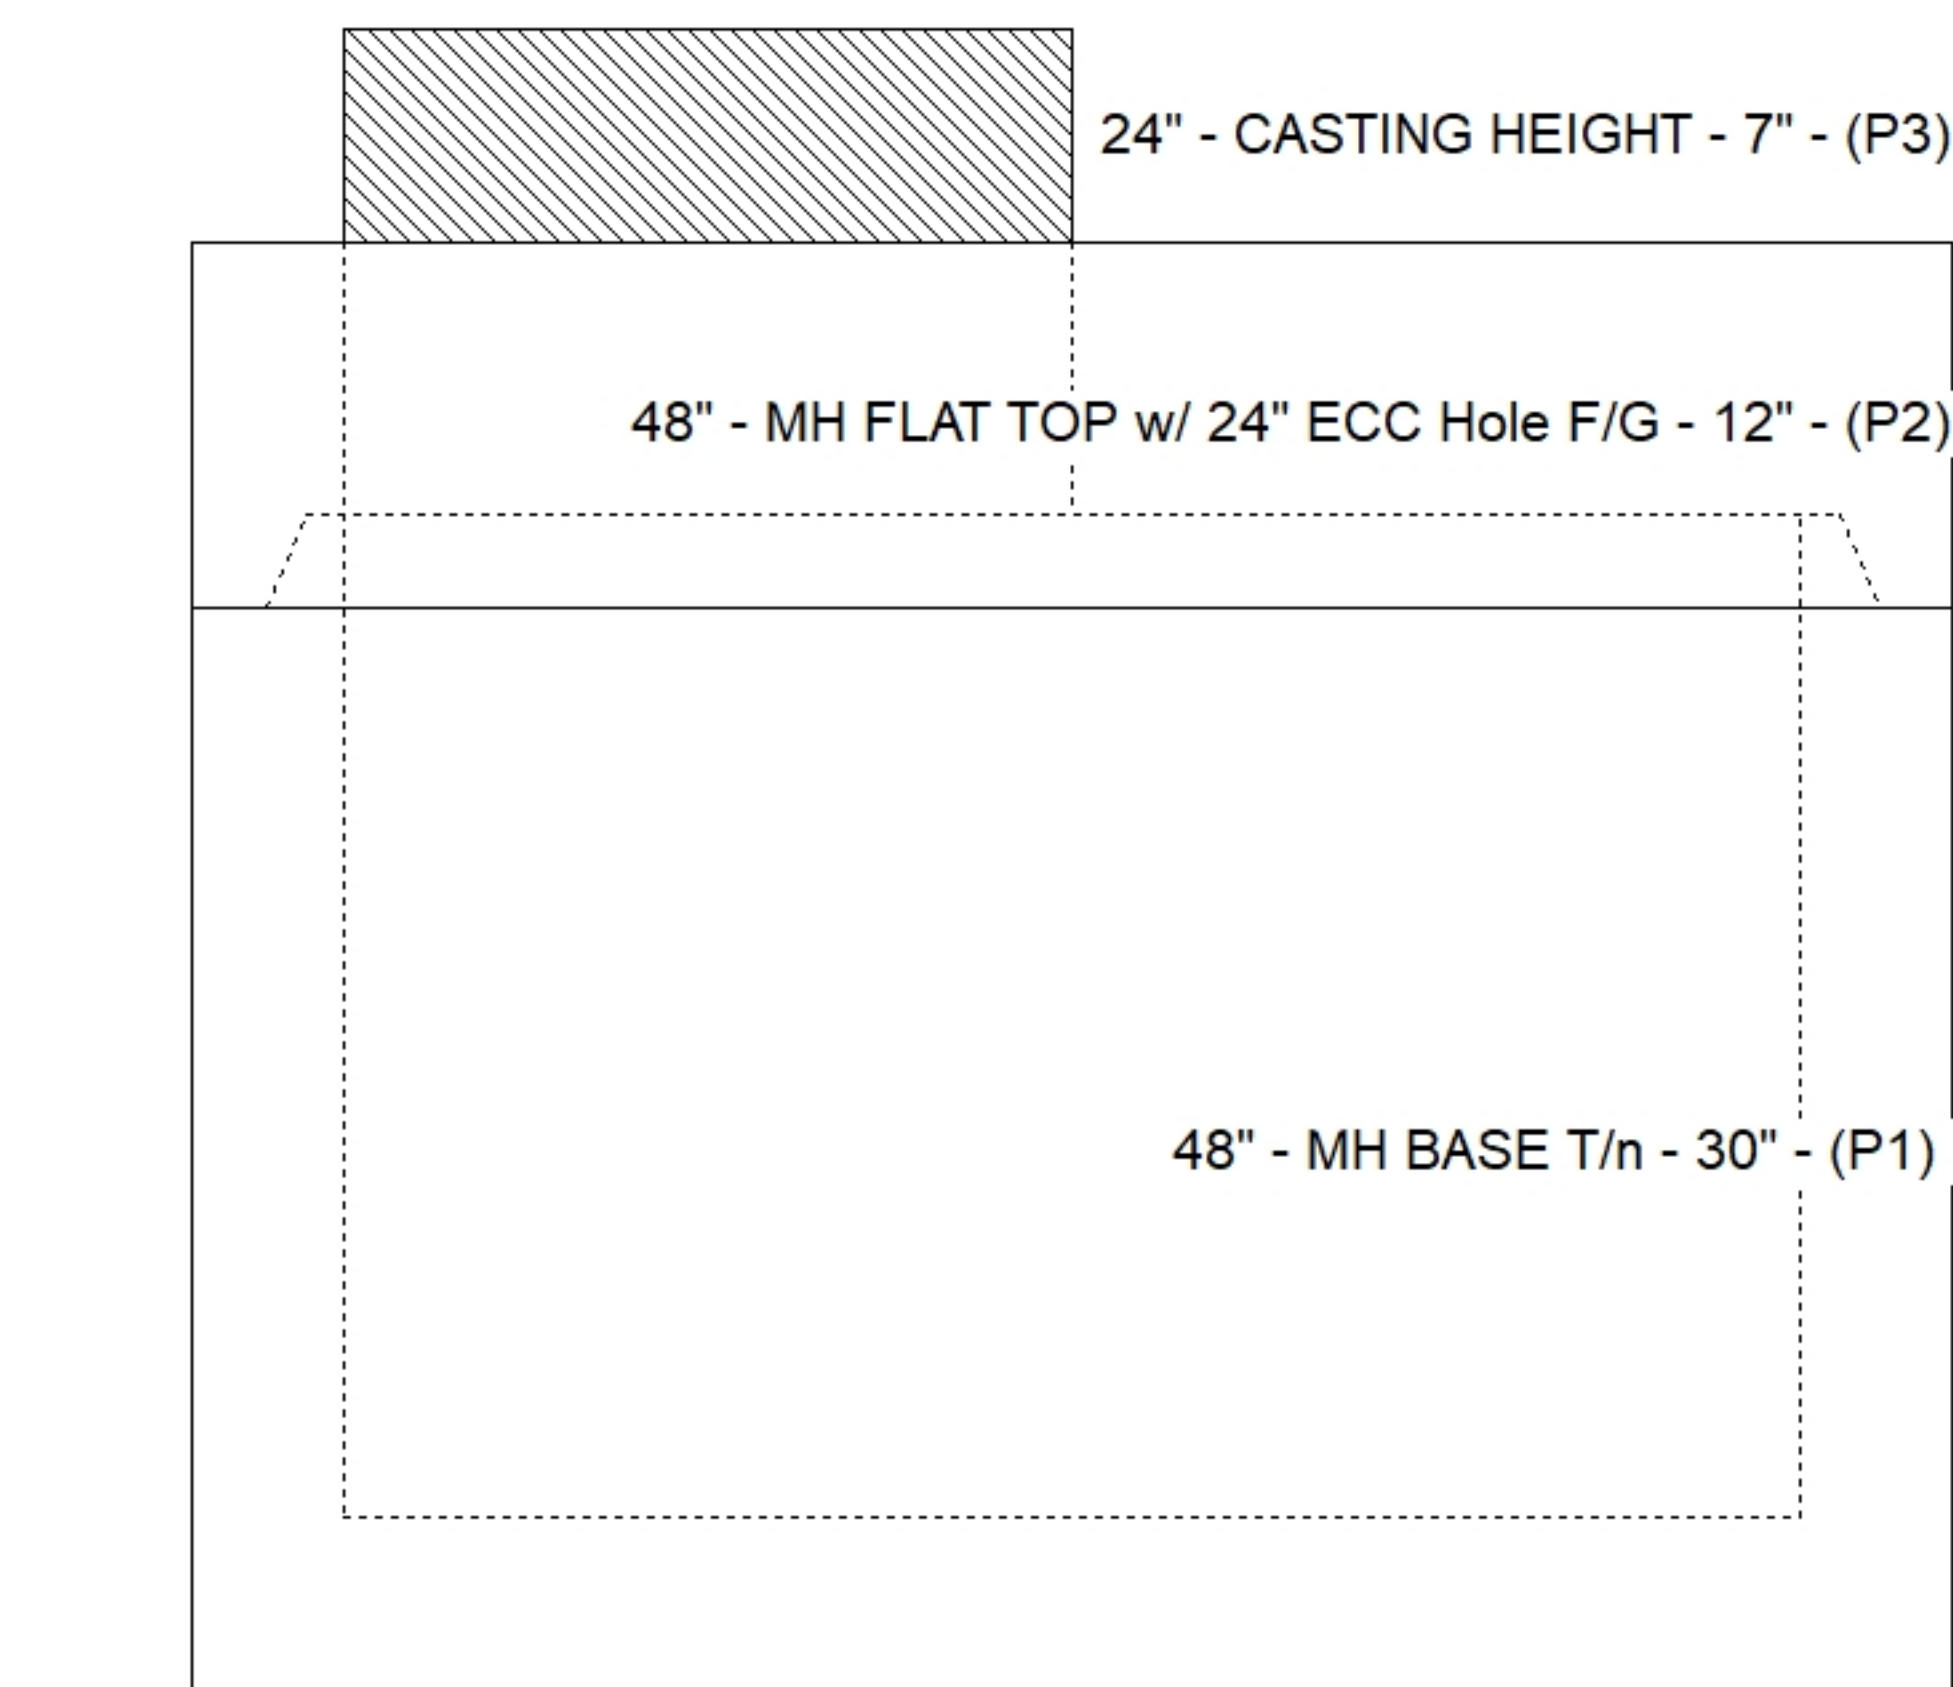 24" - CASTING HEIGHT - 7" - (P3)
48" - MH FLAT TOP w/ 24" ECC Hole F/G - 12" - (P2)
48" - MH BASE T/n - 30" - (P1)